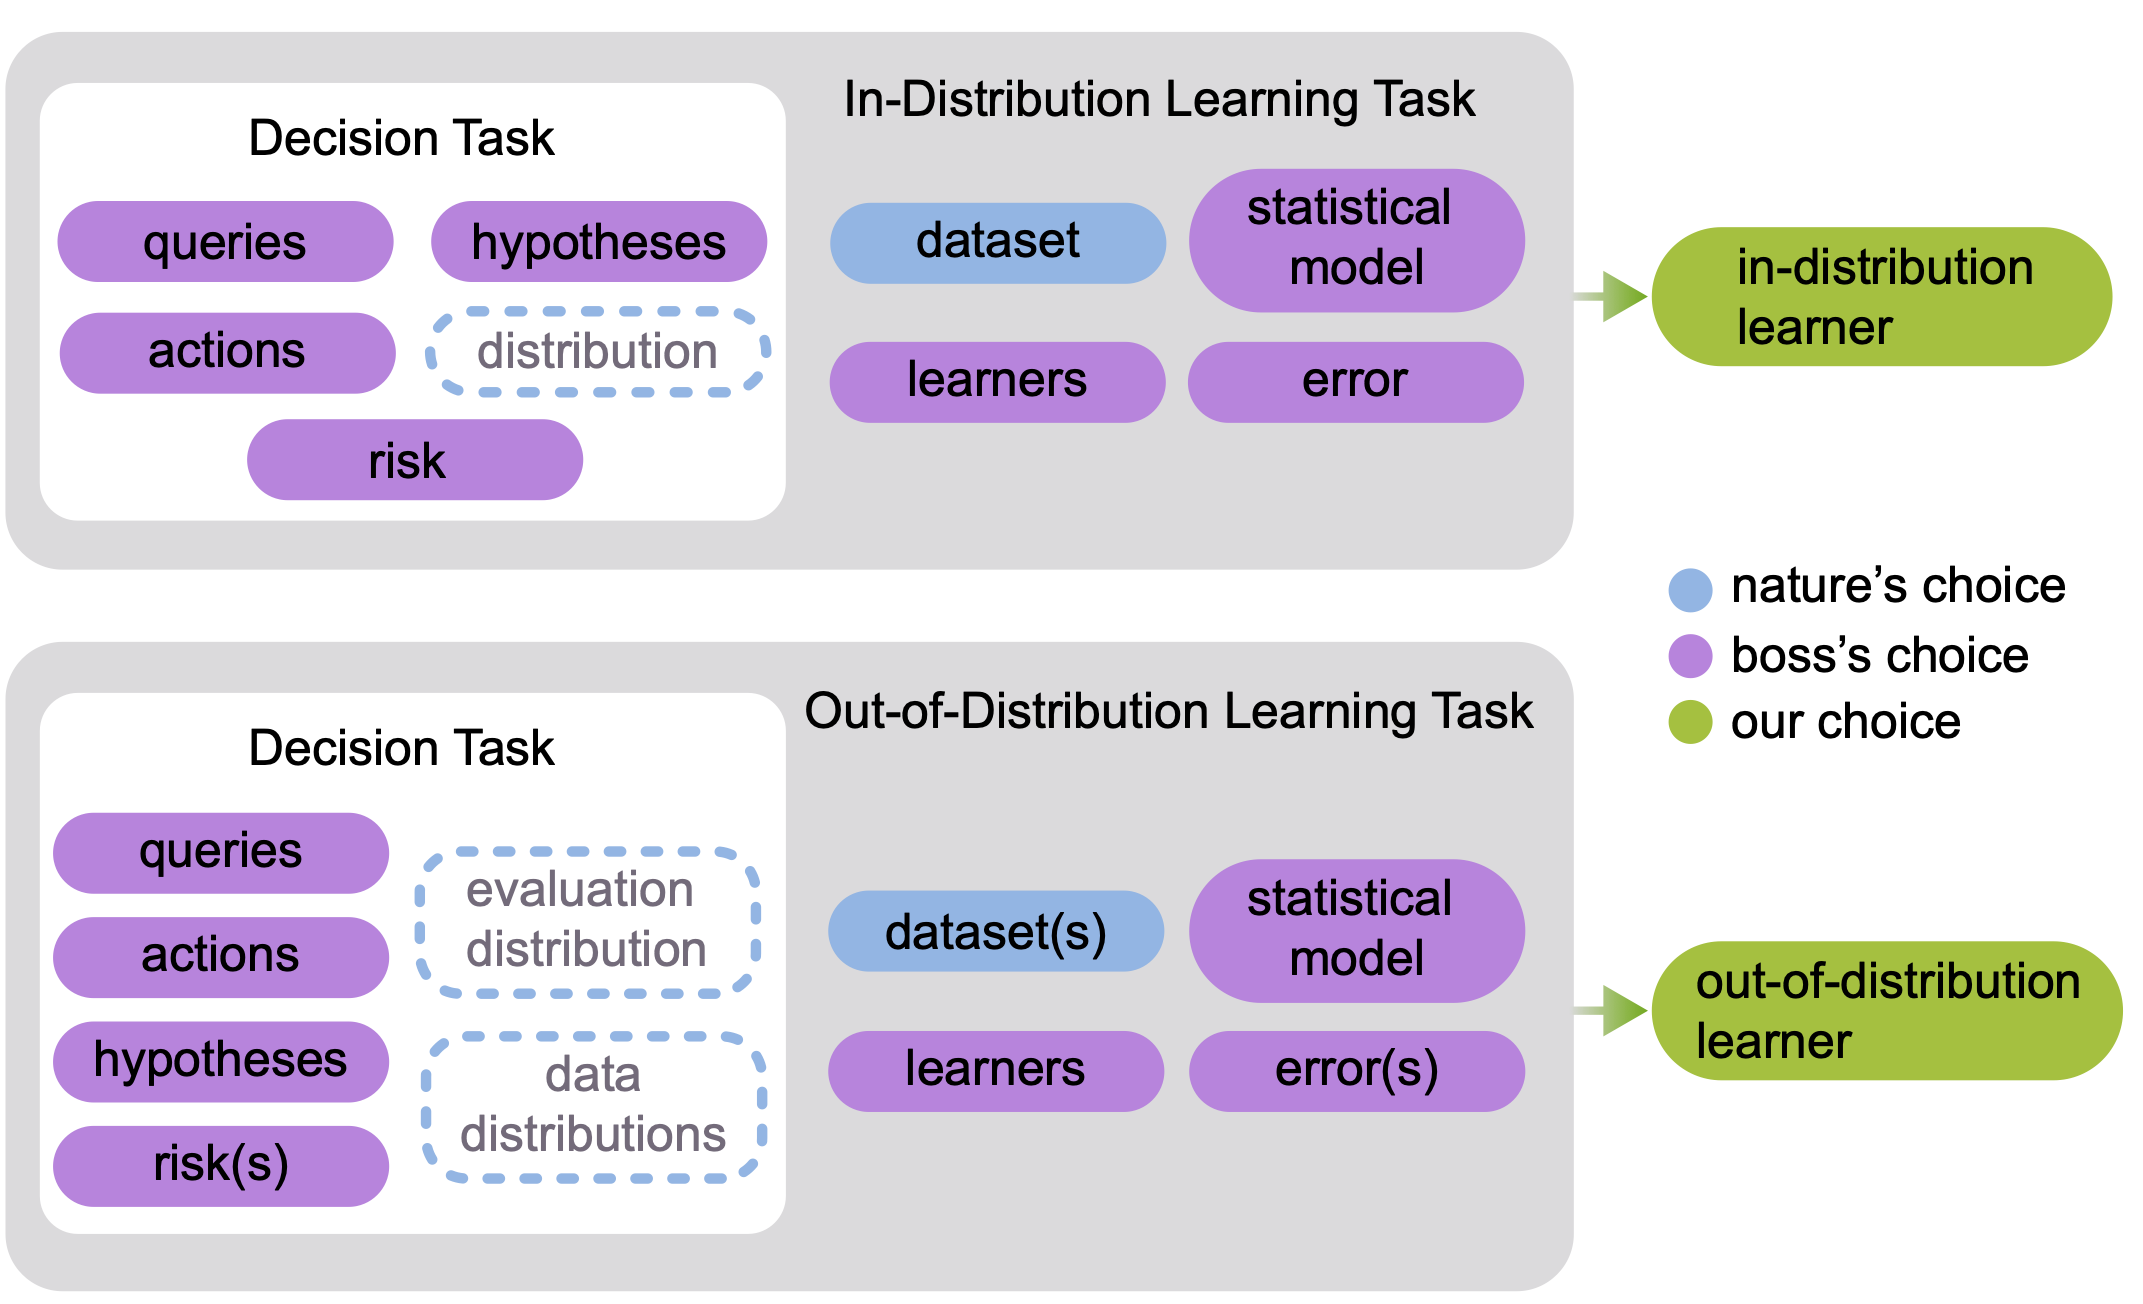 In-Distribution Learning Task
Decision Task
queries
hypotheses
actions
distribution
risk
dataset
statistical
model
learners
error
in-distribution
learner
nature’s choice
boss’s choice
our choice
Out-of-Distribution Learning Task
Decision Task
queries
actions
hypotheses
risk(s)
evaluation
distribution
data
distributions
dataset(s)
statistical
model
learners
error(s)
out-of-distribution
learner